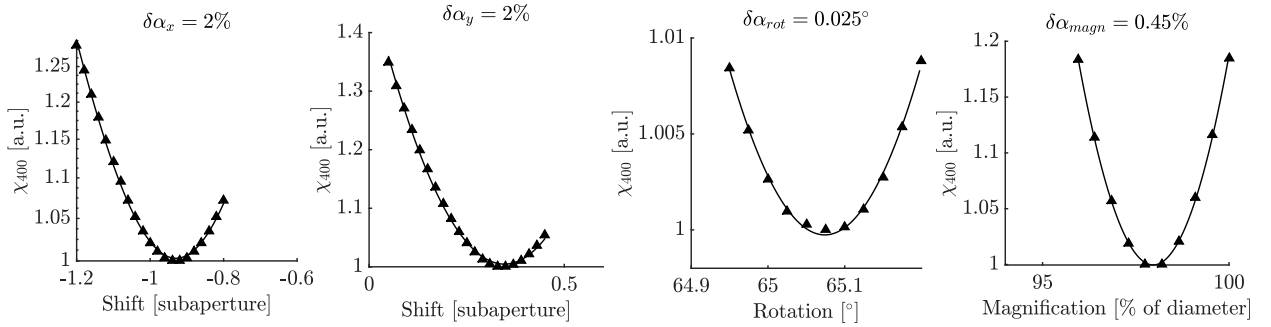 δα_x = 2%
1.25
1.2
1.15
1.1
1.05
1
χ_400 [a.u.]
-1.2 -1 -0.8 -0.6
Shift [subaperture]
δα_y = 2%
1.4
1.3
1.2
1.1
1
χ_400 [a.u.]
0 0.5
Shift [subaperture]
δα_rot = 0.025°
1.01
1.005
1
χ_400 [a.u.]
64.9 65 65.1
Rotation [°]
δα_magn = 0.45%
1.2
1.15
1.1
1.05
1
χ_400 [a.u.]
95 100
Magnification [% of diameter]